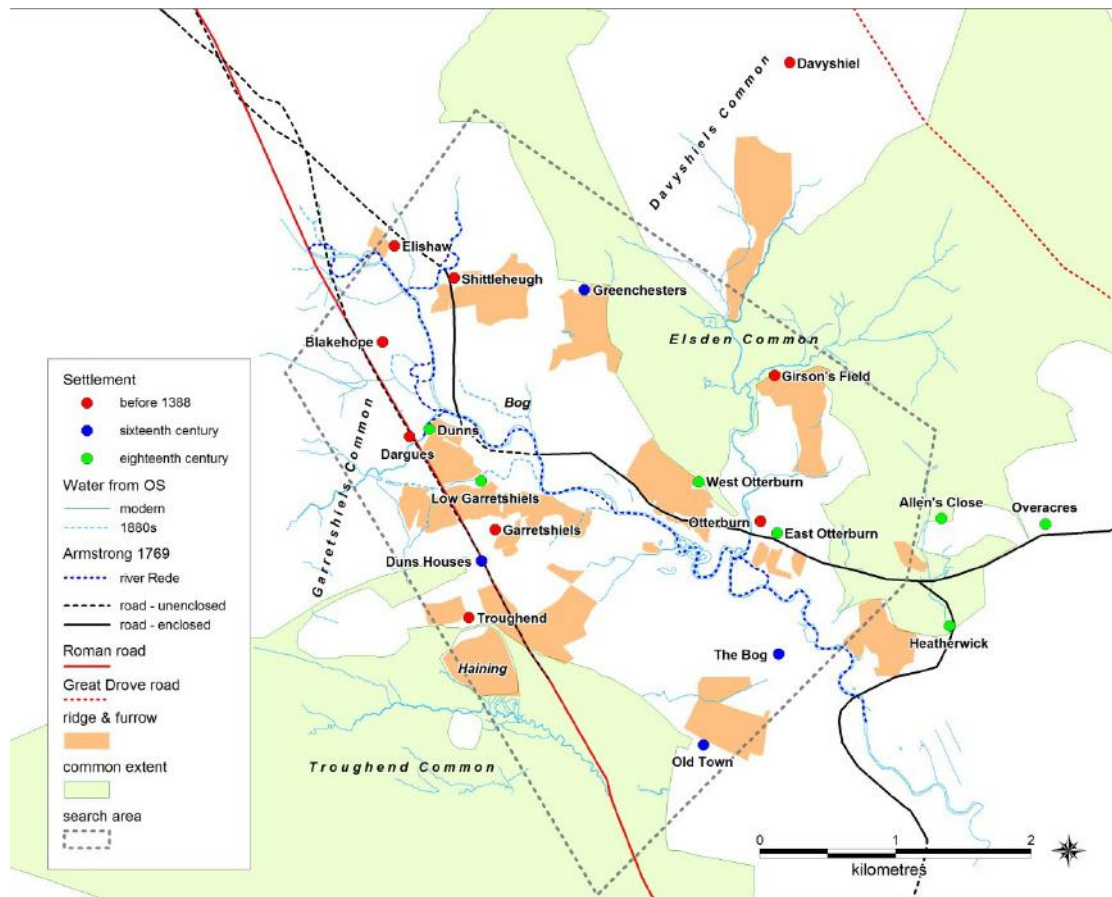 Davyshiel
Davyshiels Common
Elishaw
Shittleheugh
Greenchesters
Blakehope
Elsden Common
Girson's Field
Bog
Garretshiels Common
Dunns
Dargues
Low Garretshiels
West Otterburn
Allen's Close
Overacres
Otterburn
East Otterburn
Garretshiels
Duns Houses
Troughend
Heatherwick
The Bog
Haining
Old Town
Troughend Common
Settlement
before 1388
sixteenth century
eighteenth century
Water from OS
modern
1880s
Armstrong 1769
river Rede
road - unenclosed
road - enclosed
Roman road
Great Drove road
ridge & furrow
common extent
search area
0 1 2
kilometres